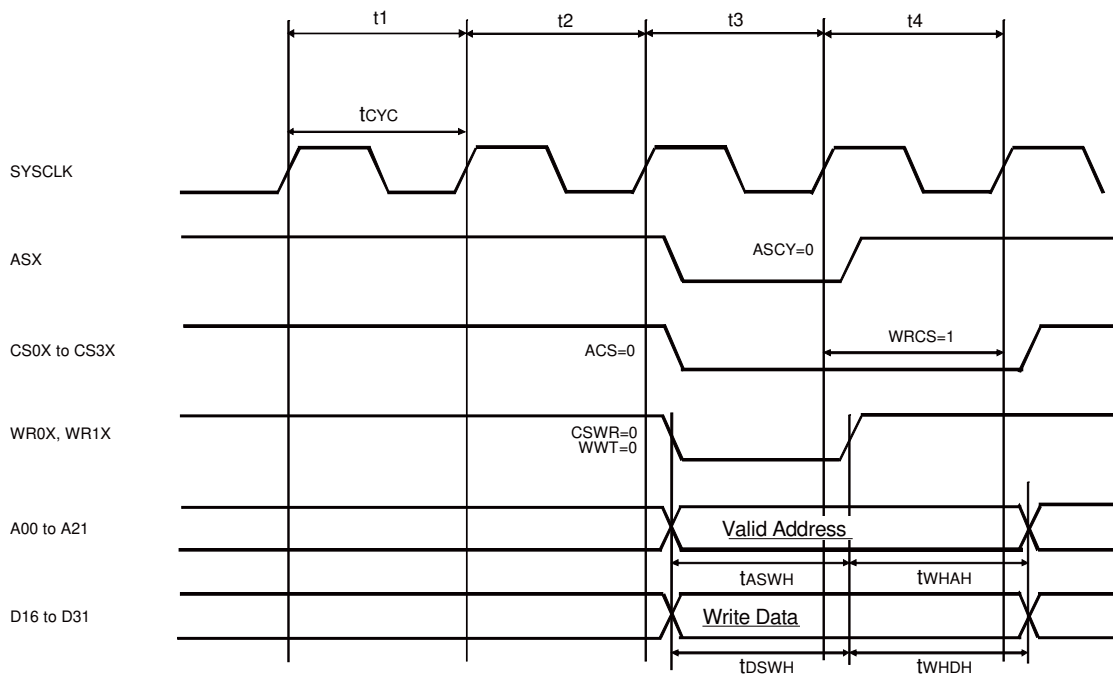 t1 t2 t3 t4
tCYC
SYSCLK
ASX
ASCY=0
CS0X to CS3X
ACS=0
WRCS=1
WR0X, WR1X
CSWR=0
WWT=0
A00 to A21
Valid Address
tASWH tWHAH
D16 to D31
Write Data
tDSWH tWHDH